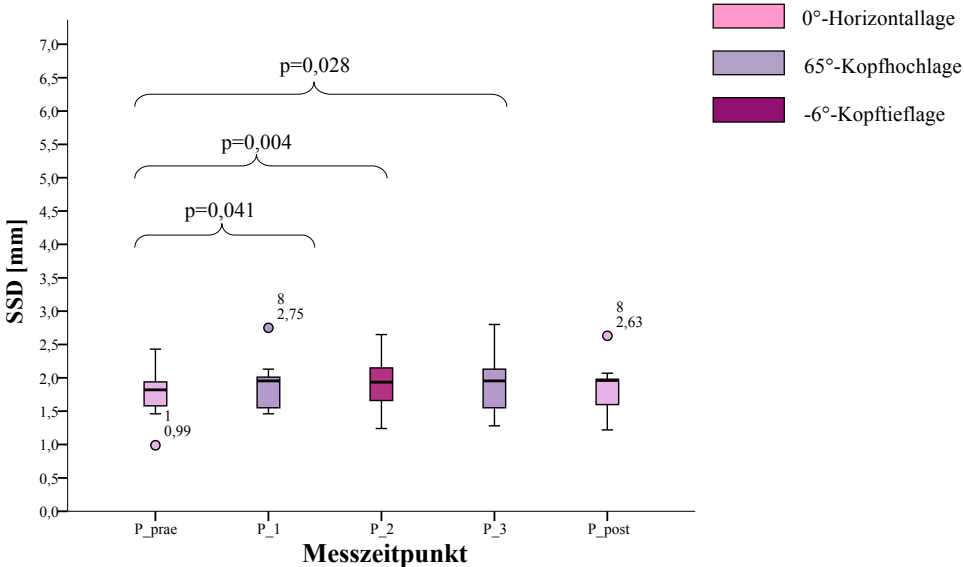 0°-Horizontallage
65°-Kopfhochlage
-6°-Kopftieflage
SSD [mm]
7,0
6,5
6,0
5,5
5,0
4,5
4,0
3,5
3,0
2,5
2,0
1,5
1,0
0,5
0,0
p=0,028
p=0,004
p=0,041
8
2,75
8
2,63
1
0,99
P_prae P_1 P_2 P_3 P_post
Messzeitpunkt